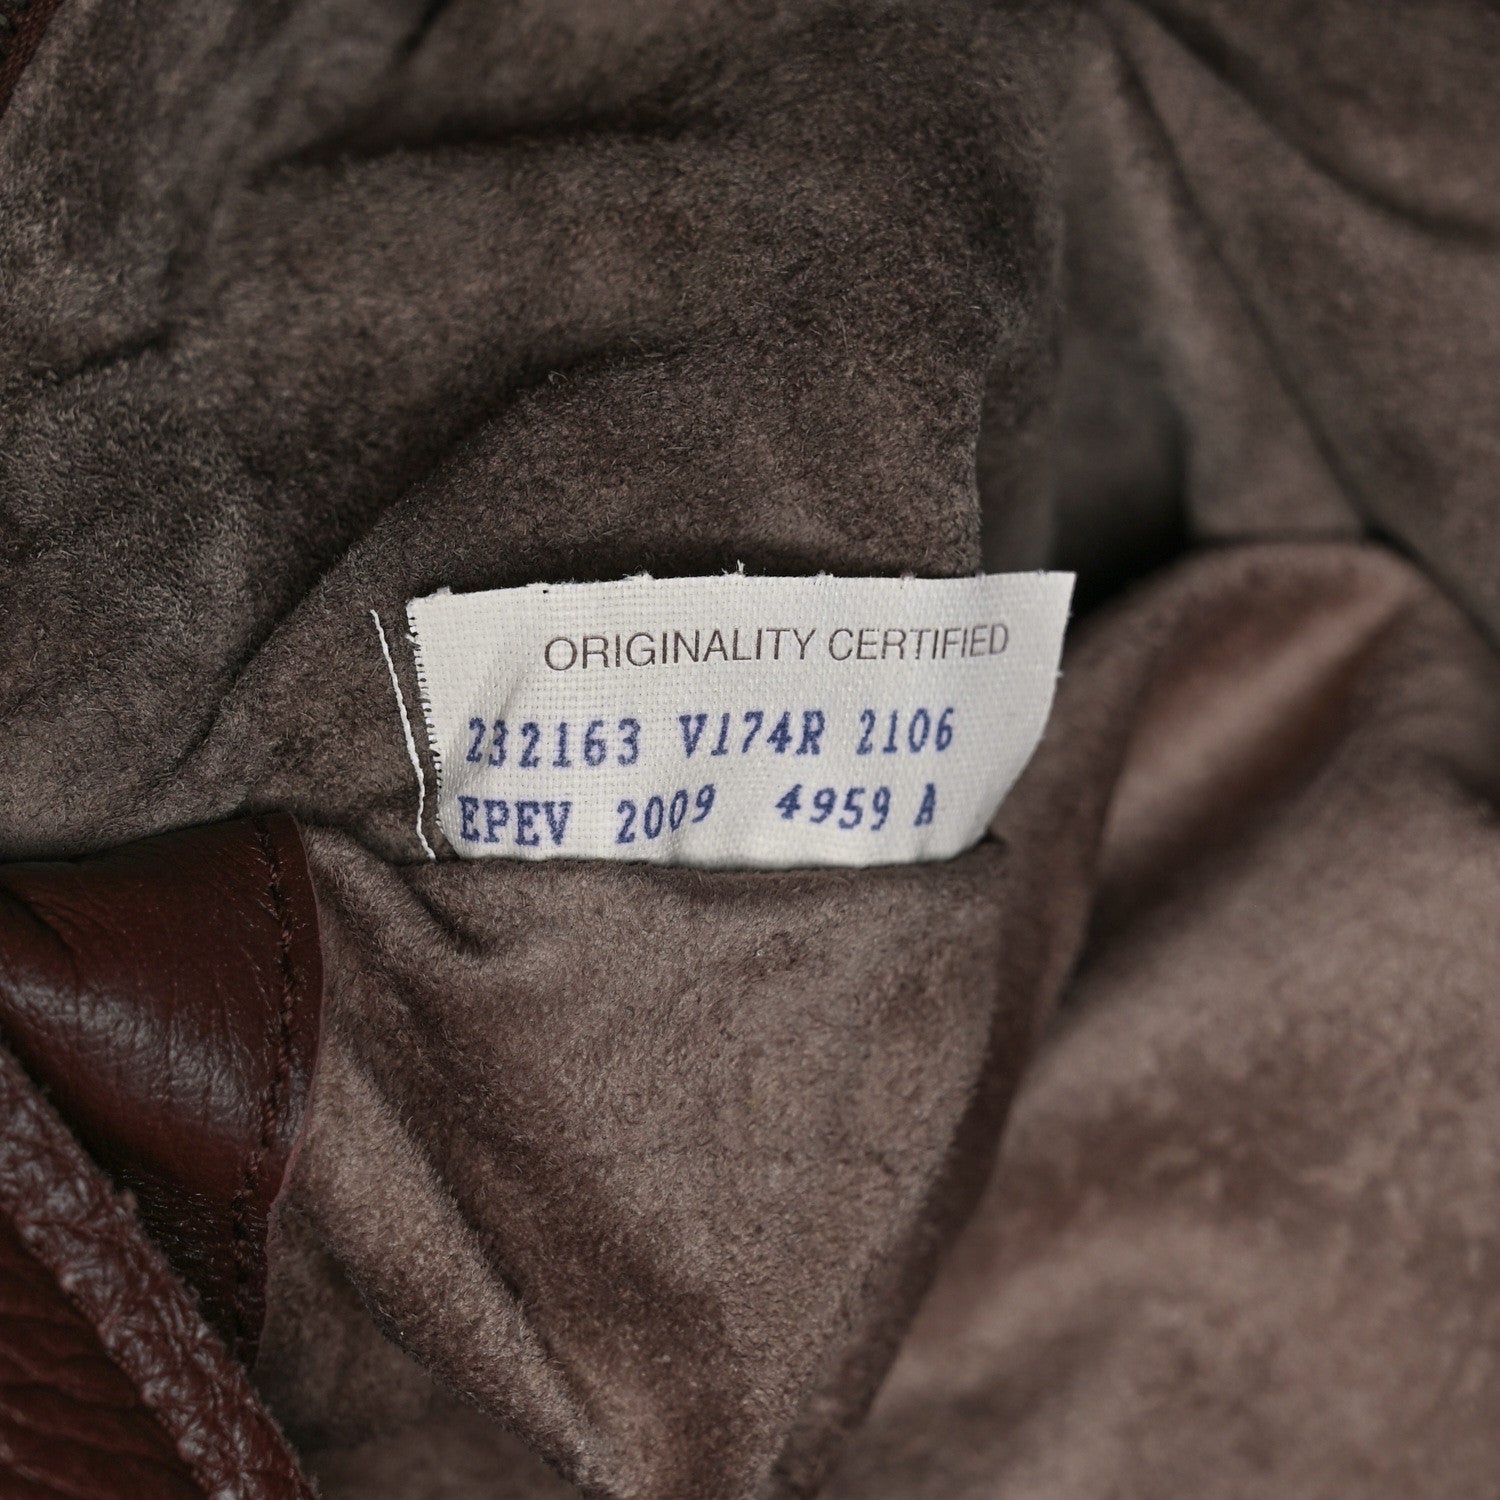 ORIGINALITY CERTIFIED
232163 V174R 2106
EPEV 2009 4959 A